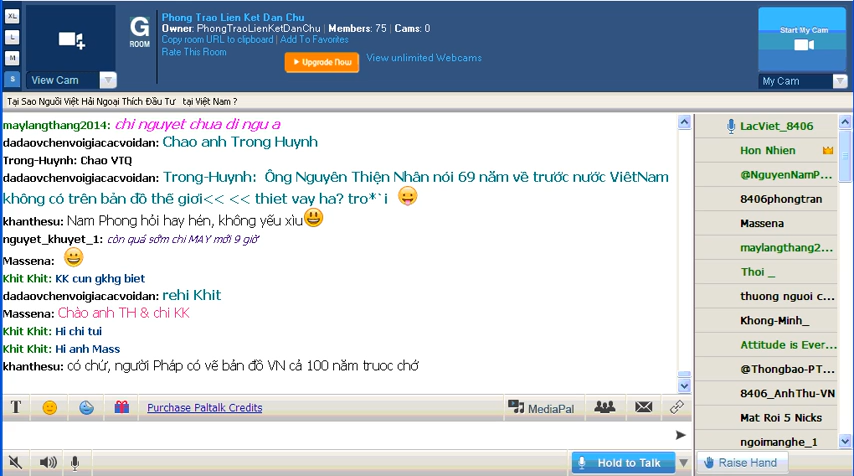 XL
L
M
S
View Cam
G
ROOM
Phong Trao Lien Ket Dan Chu
Owner: PhongTraoLienKetDanChu | Members: 75 | Cams: 0
Copy room URL to clipboard | Add To Favorites
Rate This Room
Upgrade Now
View unlimited Webcams
Start My Cam
My Cam
Tại Sao Nguồi Việt Hải Ngoại Thích Đầu Tư tại Việt Nam ?
maylangthang2014: chi nguyet chua di ngu a
dadaovchenvoigiacacvoidan: Chao anh Trong Huynh
Trong-Huynh: Chao VTQ
dadaovchenvoigiacacvoidan: Trong-Huynh: Ông Nguyên Thiện Nhân nói 69 năm về trước nước ViêtNam
không có trên bản đồ thế giơi<< << thiet vay ha? tro*`i
khanthesu: Nam Phong hỏi hay hén, không yếu xìu
nguyet_khuyet_1: còn quá sớm chi MAY mới 9 giờ
Massena:
Khit Khit: KK cun gkhg biet
dadaovchenvoigiacacvoidan: rehi Khit
Massena: Chào anh TH & chi KK
Khit Khit: Hi chi tui
Khit Khit: Hi anh Mass
khanthesu: có chứ, người Pháp có vẽ bản đồ VN cả 100 năm truoc chớ
LacViet_8406
Hon Nhien
@NguyenNamP...
8406phongtran
Massena
maylangthang2...
Thoi _
thuong nguoi c...
Khong-Minh_
Attitude is Ever...
@Thongbao-PT...
8406_AnhThu-VN
Mat Roi 5 Nicks
ngoimanghe_1
T
Purchase Paltalk Credits
MediaPal
Hold to Talk
Raise Hand